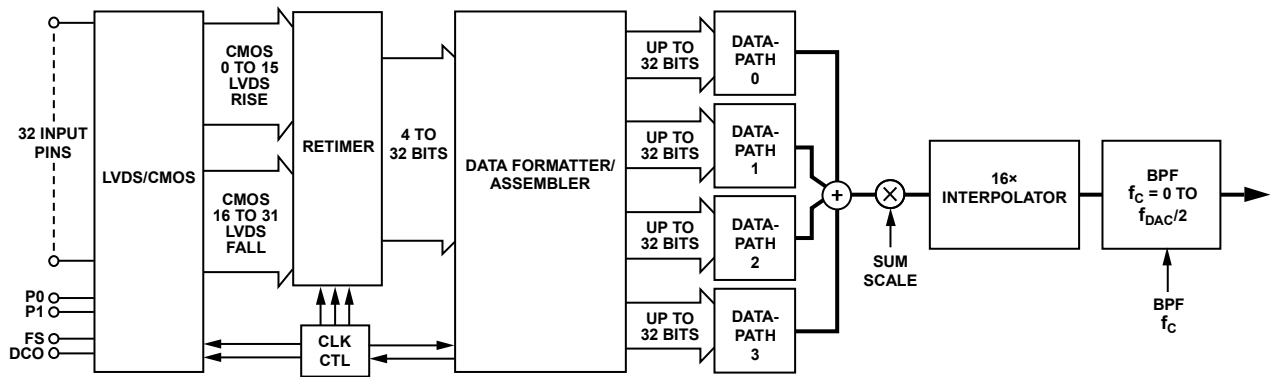 32 INPUT
PINS
P0
P1
FS
DCO
LVDS/CMOS
CMOS
0 TO 15
LVDS
RISE
CMOS
16 TO 31
LVDS
FALL
RETIMER
CLK
CTL
4 TO
32 BITS
DATA FORMATTER/
ASSEMBLER
UP TO
32 BITS
UP TO
32 BITS
UP TO
32 BITS
UP TO
32 BITS
DATA-
PATH
0
DATA-
PATH
1
DATA-
PATH
2
DATA-
PATH
3
+
×
SUM
SCALE
16×
INTERPOLATOR
BPF
fC = 0 TO
fDAC/2
BPF
fC